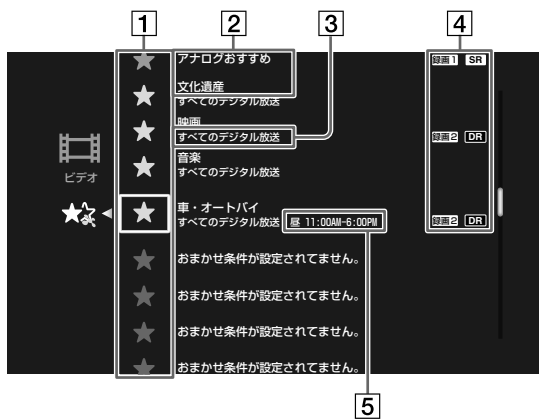 1 2 3 4
アナログおすすめ 録画1 SR
文化遺産
すべてのデジタル放送
映画
すべてのデジタル放送 録画2 DR
音楽
すべてのデジタル放送
ビデオ
車・オートバイ
すべてのデジタル放送 昼 11:00AM-6:00PM 録画2 DR
おまかせ条件が設定されてません。
おまかせ条件が設定されてません。
おまかせ条件が設定されてません。
おまかせ条件が設定されてません。
5